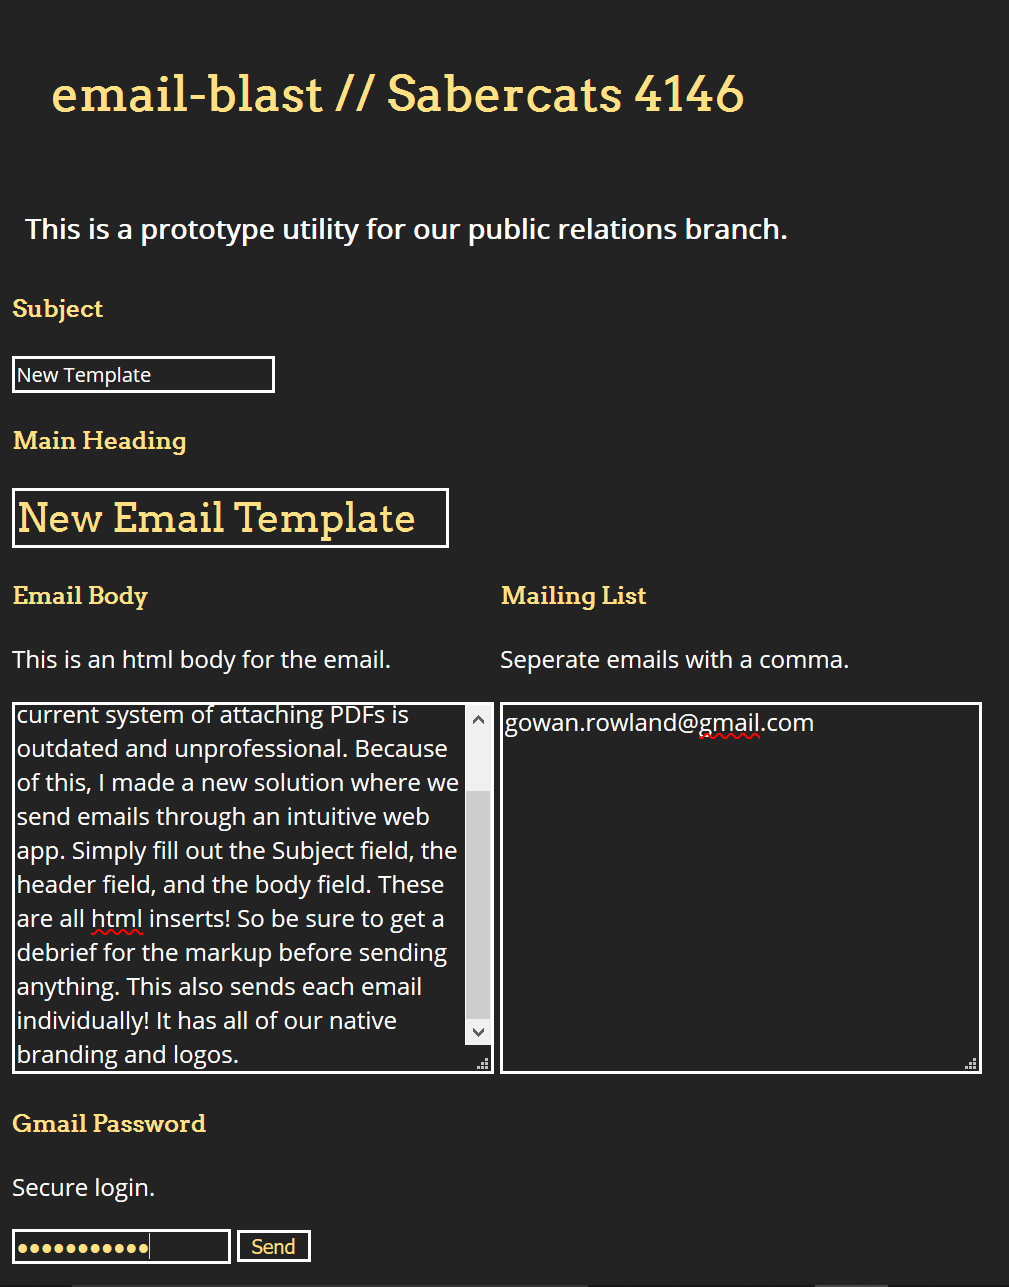 email-blast // Sabercats 4146
This is a prototype utility for our public relations branch.
Subject
New Template
Main Heading
New Email Template
Email Body
This is an html body for the email.
current system of attaching PDFs is
outdated and unprofessional. Because
of this, I made a new solution where we
send emails through an intuitive web
app. Simply fill out the Subject field, the
header field, and the body field. These
are all html inserts! So be sure to get a
debrief for the markup before sending
anything. This also sends each email
individually! It has all of our native
branding and logos.
Mailing List
Seperate emails with a comma.
gowan.rowland@gmail.com
Gmail Password
Secure login.
●●●●●●●●●●●
Send